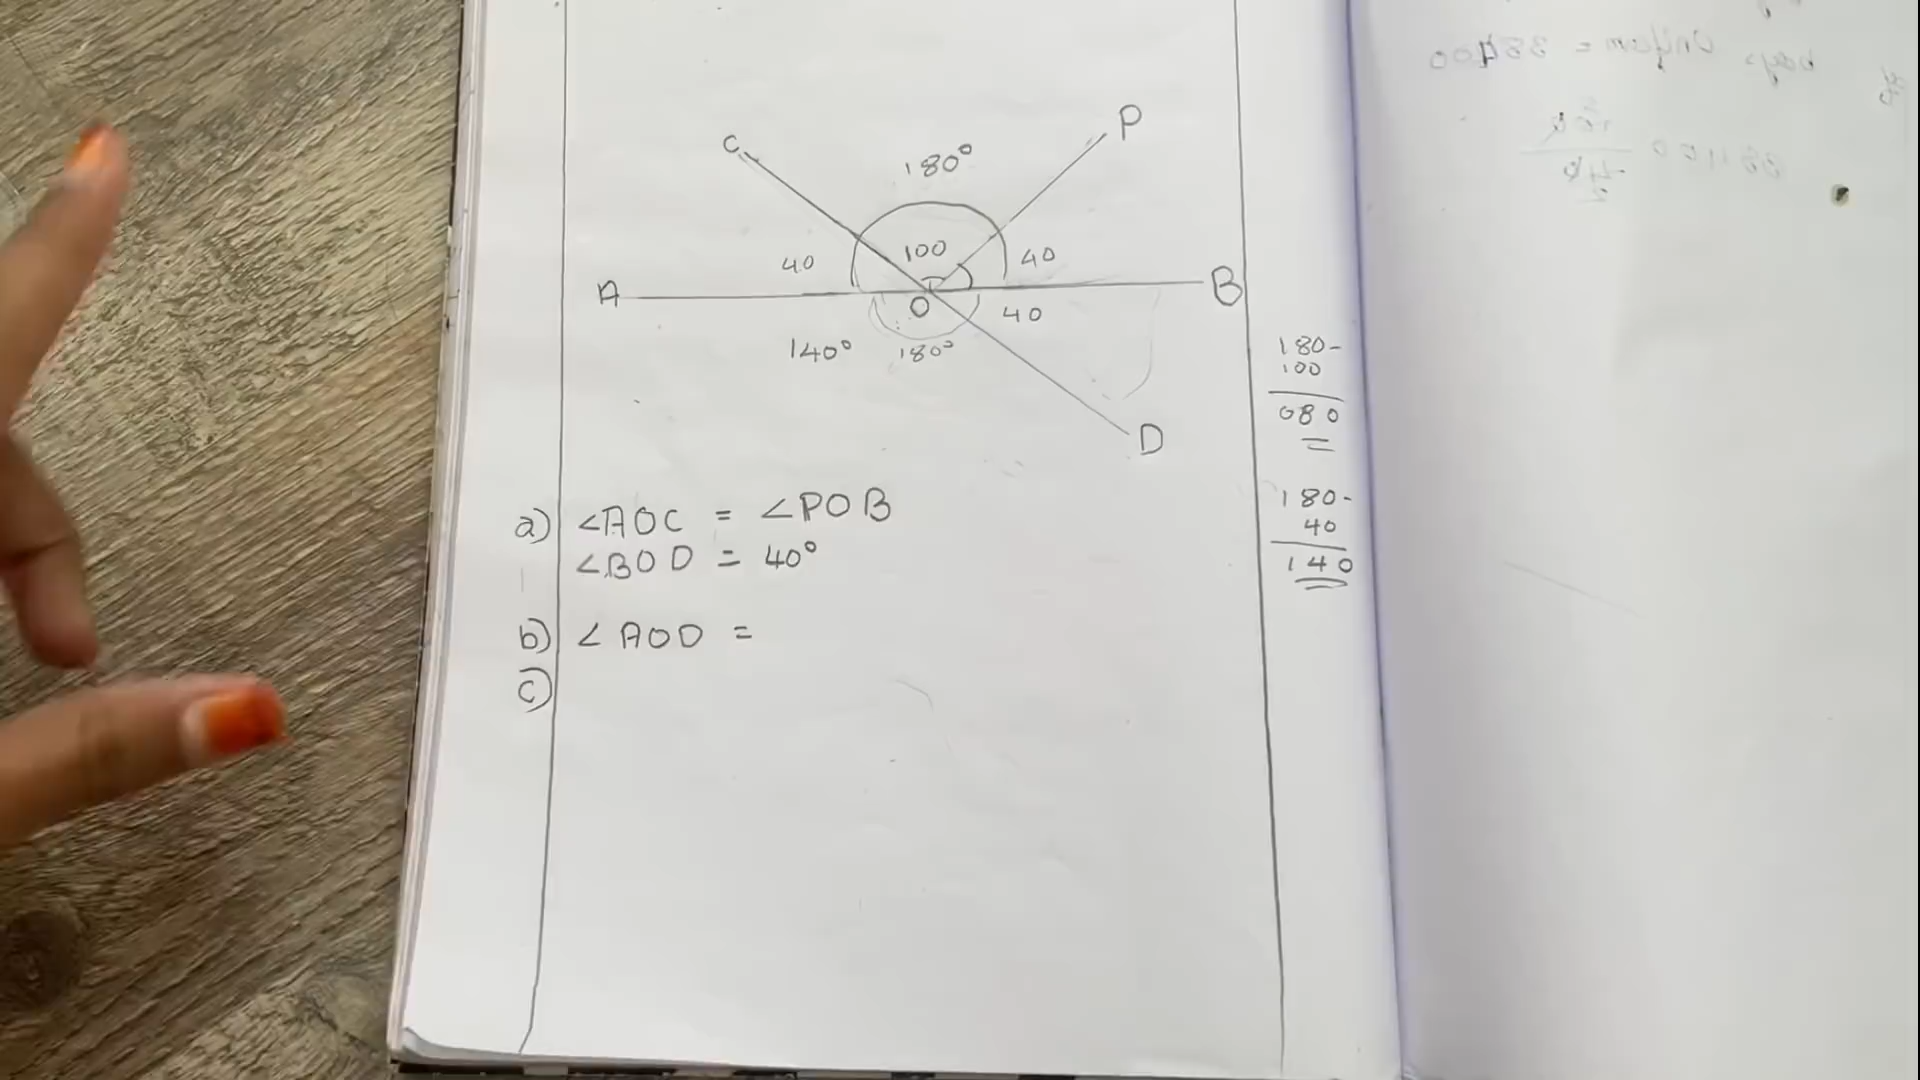 C
P
180°
100
40
40
A
B
O
40
140°
180°
D
180-
100
080
180-
40
140
a) ∠AOC = ∠POB
∠BOD = 40°
b) ∠AOD =
c)